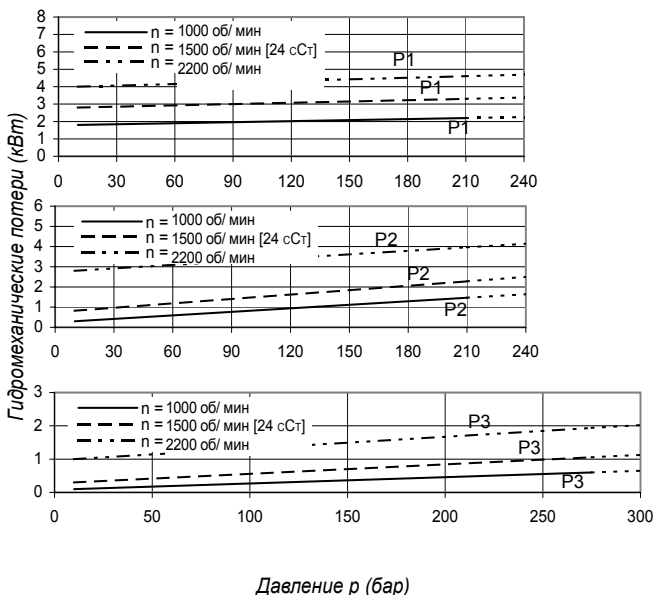 Гидромеханические потери (кВт)
8
7
6
5
4
3
2
1
0
n = 1000 об/ мин
n = 1500 об/ мин [24 сСт]
n = 2200 об/ мин
P1
P1
P1
0 30 60 90 120 150 180 210 240
6
5
4
3
2
1
0
n = 1000 об/ мин
n = 1500 об/ мин [24 сСт]
n = 2200 об/ мин
P2
P2
P2
0 30 60 90 120 150 180 210 240
3
2
1
0
n = 1000 об/ мин
n = 1500 об/ мин [24 сСт]
n = 2200 об/ мин
P3
P3
P3
0 50 100 150 200 250 300
Давление p (бар)